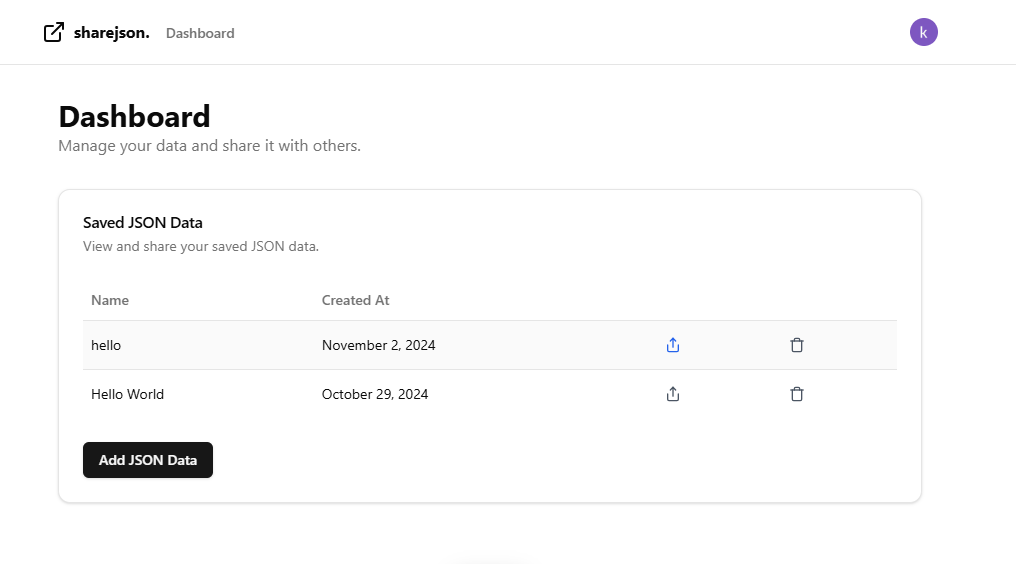 sharejson. Dashboard
k
Dashboard
Manage your data and share it with others.
Saved JSON Data
View and share your saved JSON data.
Name Created At
hello November 2, 2024
Hello World October 29, 2024
Add JSON Data